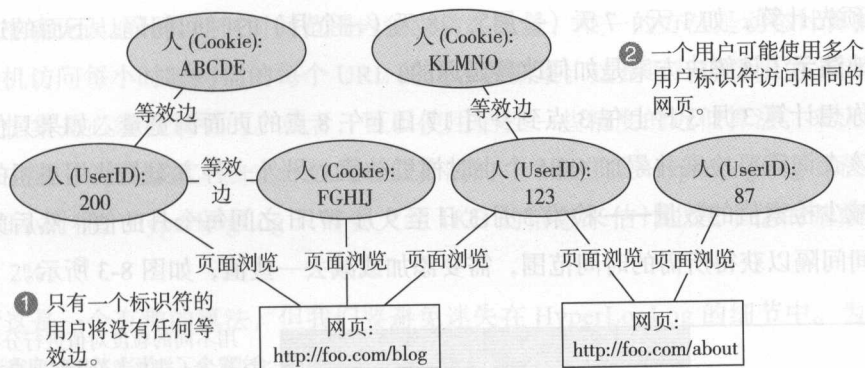 人 (Cookie):
ABCDE
人 (Cookie):
KLMNO
❷ 一个用户可能使用多个
用户标识符访问相同的
网页。
等效边
等效边
人 (UserID):
200
等效
边
人 (Cookie):
FGHIJ
人 (UserID):
123
人 (UserID):
87
页面浏览 页面浏览 页面浏览 页面浏览 页面浏览
❶ 只有一个标识符的
用户将没有任何等
效边。
网页:
http://foo.com/blog
网页:
http://foo.com/about